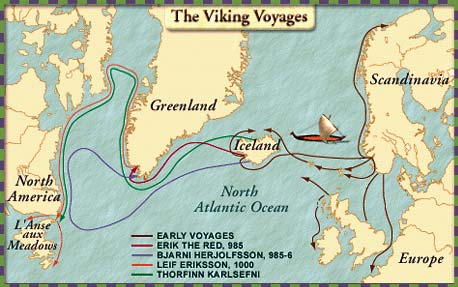 The Viking Voyages
Scandinavia
Greenland
Iceland
North
America
L'Anse
aux
Meadows
North
Atlantic Ocean
Europe
EARLY VOYAGES
ERIK THE RED, 985
BJARNI HERJOLFSSON, 985-6
LEIF ERIKSSON, 1000
THORFINN KARLSEFNI